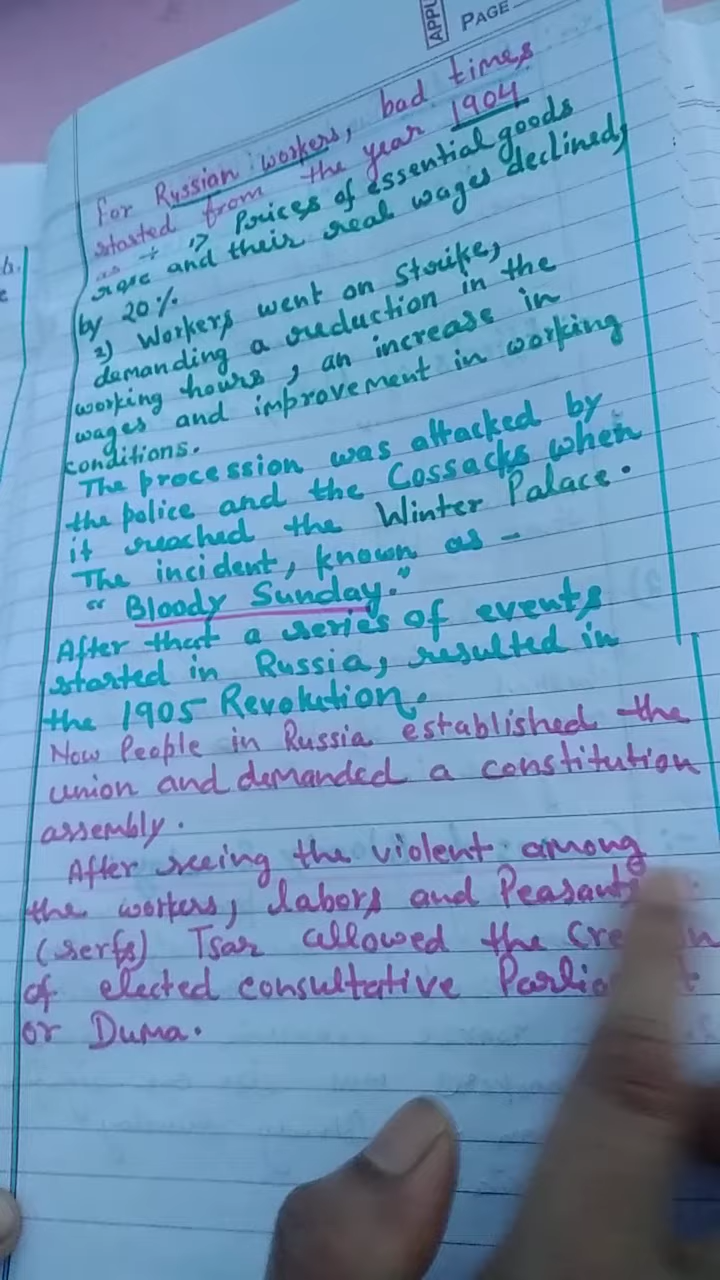 APPL
PAGE
For Russian workers, bad times
started from the year 1904
as → 1) Prices of essential goods
rose and their real wages declined,
by 20%
2) Workers went on Strike,
demanding a reduction in the
working hours, an increase in
wages and improvement in working
conditions.
The procession was attacked by
the police and the Cossacks when
it reached the Winter Palace.
The incident, known as -
"Bloody Sunday."
After that a series of events
started in Russia, resulted in
the 1905 Revolution.
Now People in Russia established the
union and demanded a constitution
assembly.
After seeing the violent among
the workers, labors and Peasants
(serfs) Tsar allowed the
of elected consultative
or Duma.